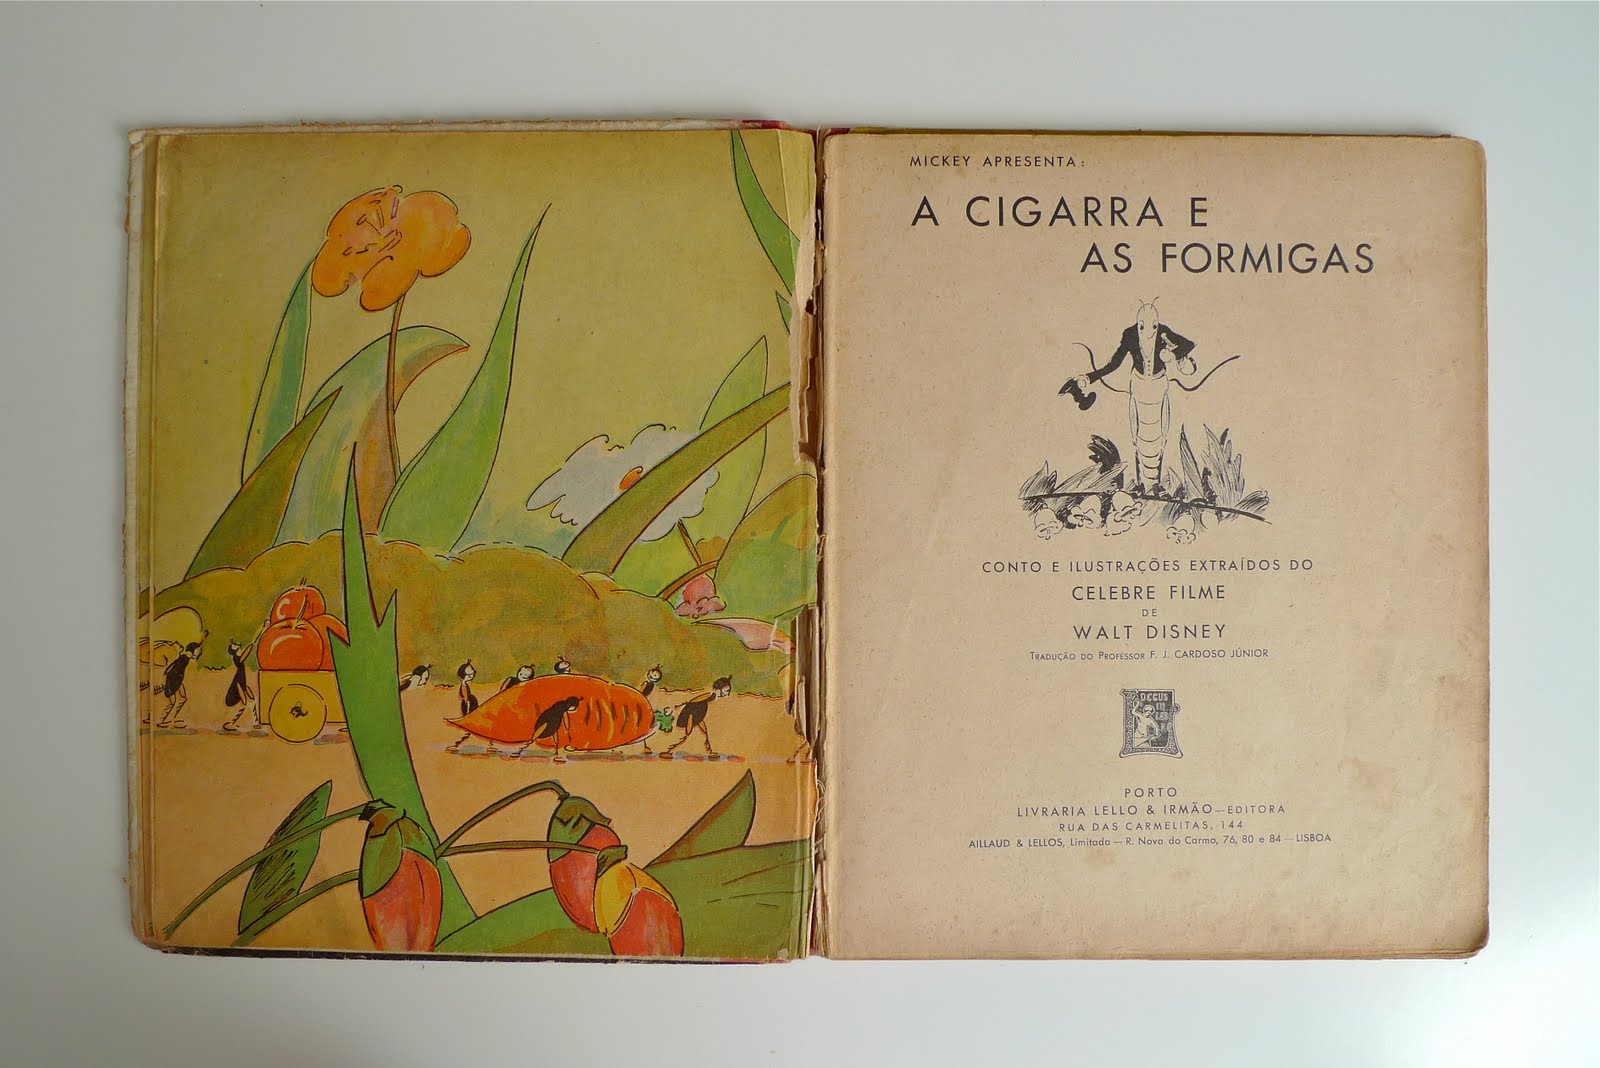 MICKEY APRESENTA:
A CIGARRA E
AS FORMIGAS
CONTO E ILUSTRAÇÕES EXTRAÍDOS DO
CELEBRE FILME
DE
WALT DISNEY
TRADUÇÃO DO PROFESSOR F. J. CARDOSO JÚNIOR
DECUS
IN
PORTO
LIVRARIA LELLO & IRMÃO—EDITORA
RUA DAS CARMELITAS, 144
AILLAUD & LELLOS, Limitada — R. Nova do Carmo, 76, 80 e 84 — LISBOA